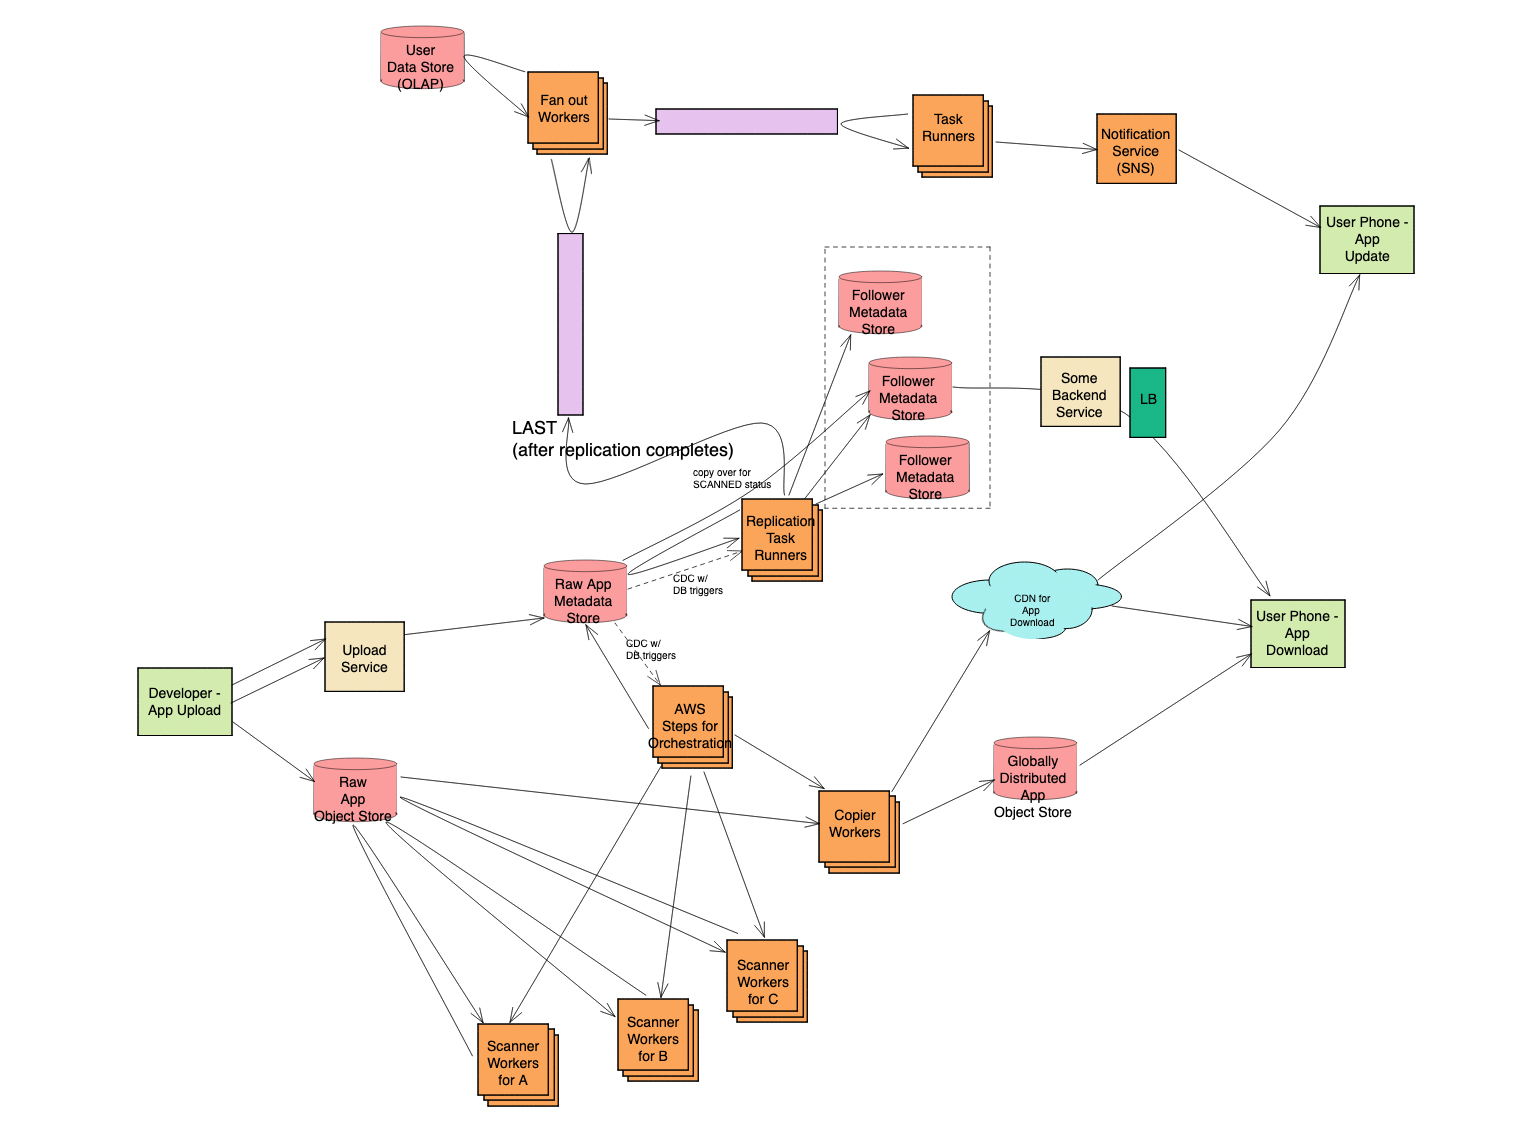 User
Data Store
(OLAP)
Fan out
Workers
Task
Runners
Notification
Service
(SNS)
User Phone -
App
Update
Follower
Metadata
Store
Follower
Metadata
Store
Follower
Metadata
Store
Some
Backend
Service
LB
LAST
(after replication completes)
copy over for
SCANNED status
Replication
Task
Runners
Raw App
Metadata
Store
CDC w/
DB triggers
CDC w/
DB triggers
CDN for
App
Download
User Phone -
App
Download
Upload
Service
Developer -
App Upload
AWS
Steps for
Orchestration
Raw
App
Object Store
Globally
Distributed
App
Object Store
Copier
Workers
Scanner
Workers
for C
Scanner
Workers
for B
Scanner
Workers
for A